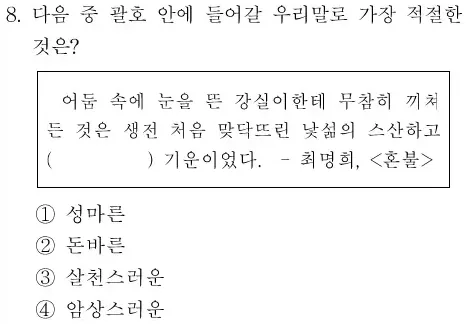 8. 다음 중 괄호 안에 들어갈 우리말로 가장 적절한
것은?
어둠 속에 눈을 뜬 강실이한테 무참히 끼쳐
든 것은 생전 처음 맞닥뜨린 낯섦의 스산하고
( ) 기운이었다. - 최명희, <혼불>
① 성마른
② 돈바른
③ 살천스러운
④ 암상스러운